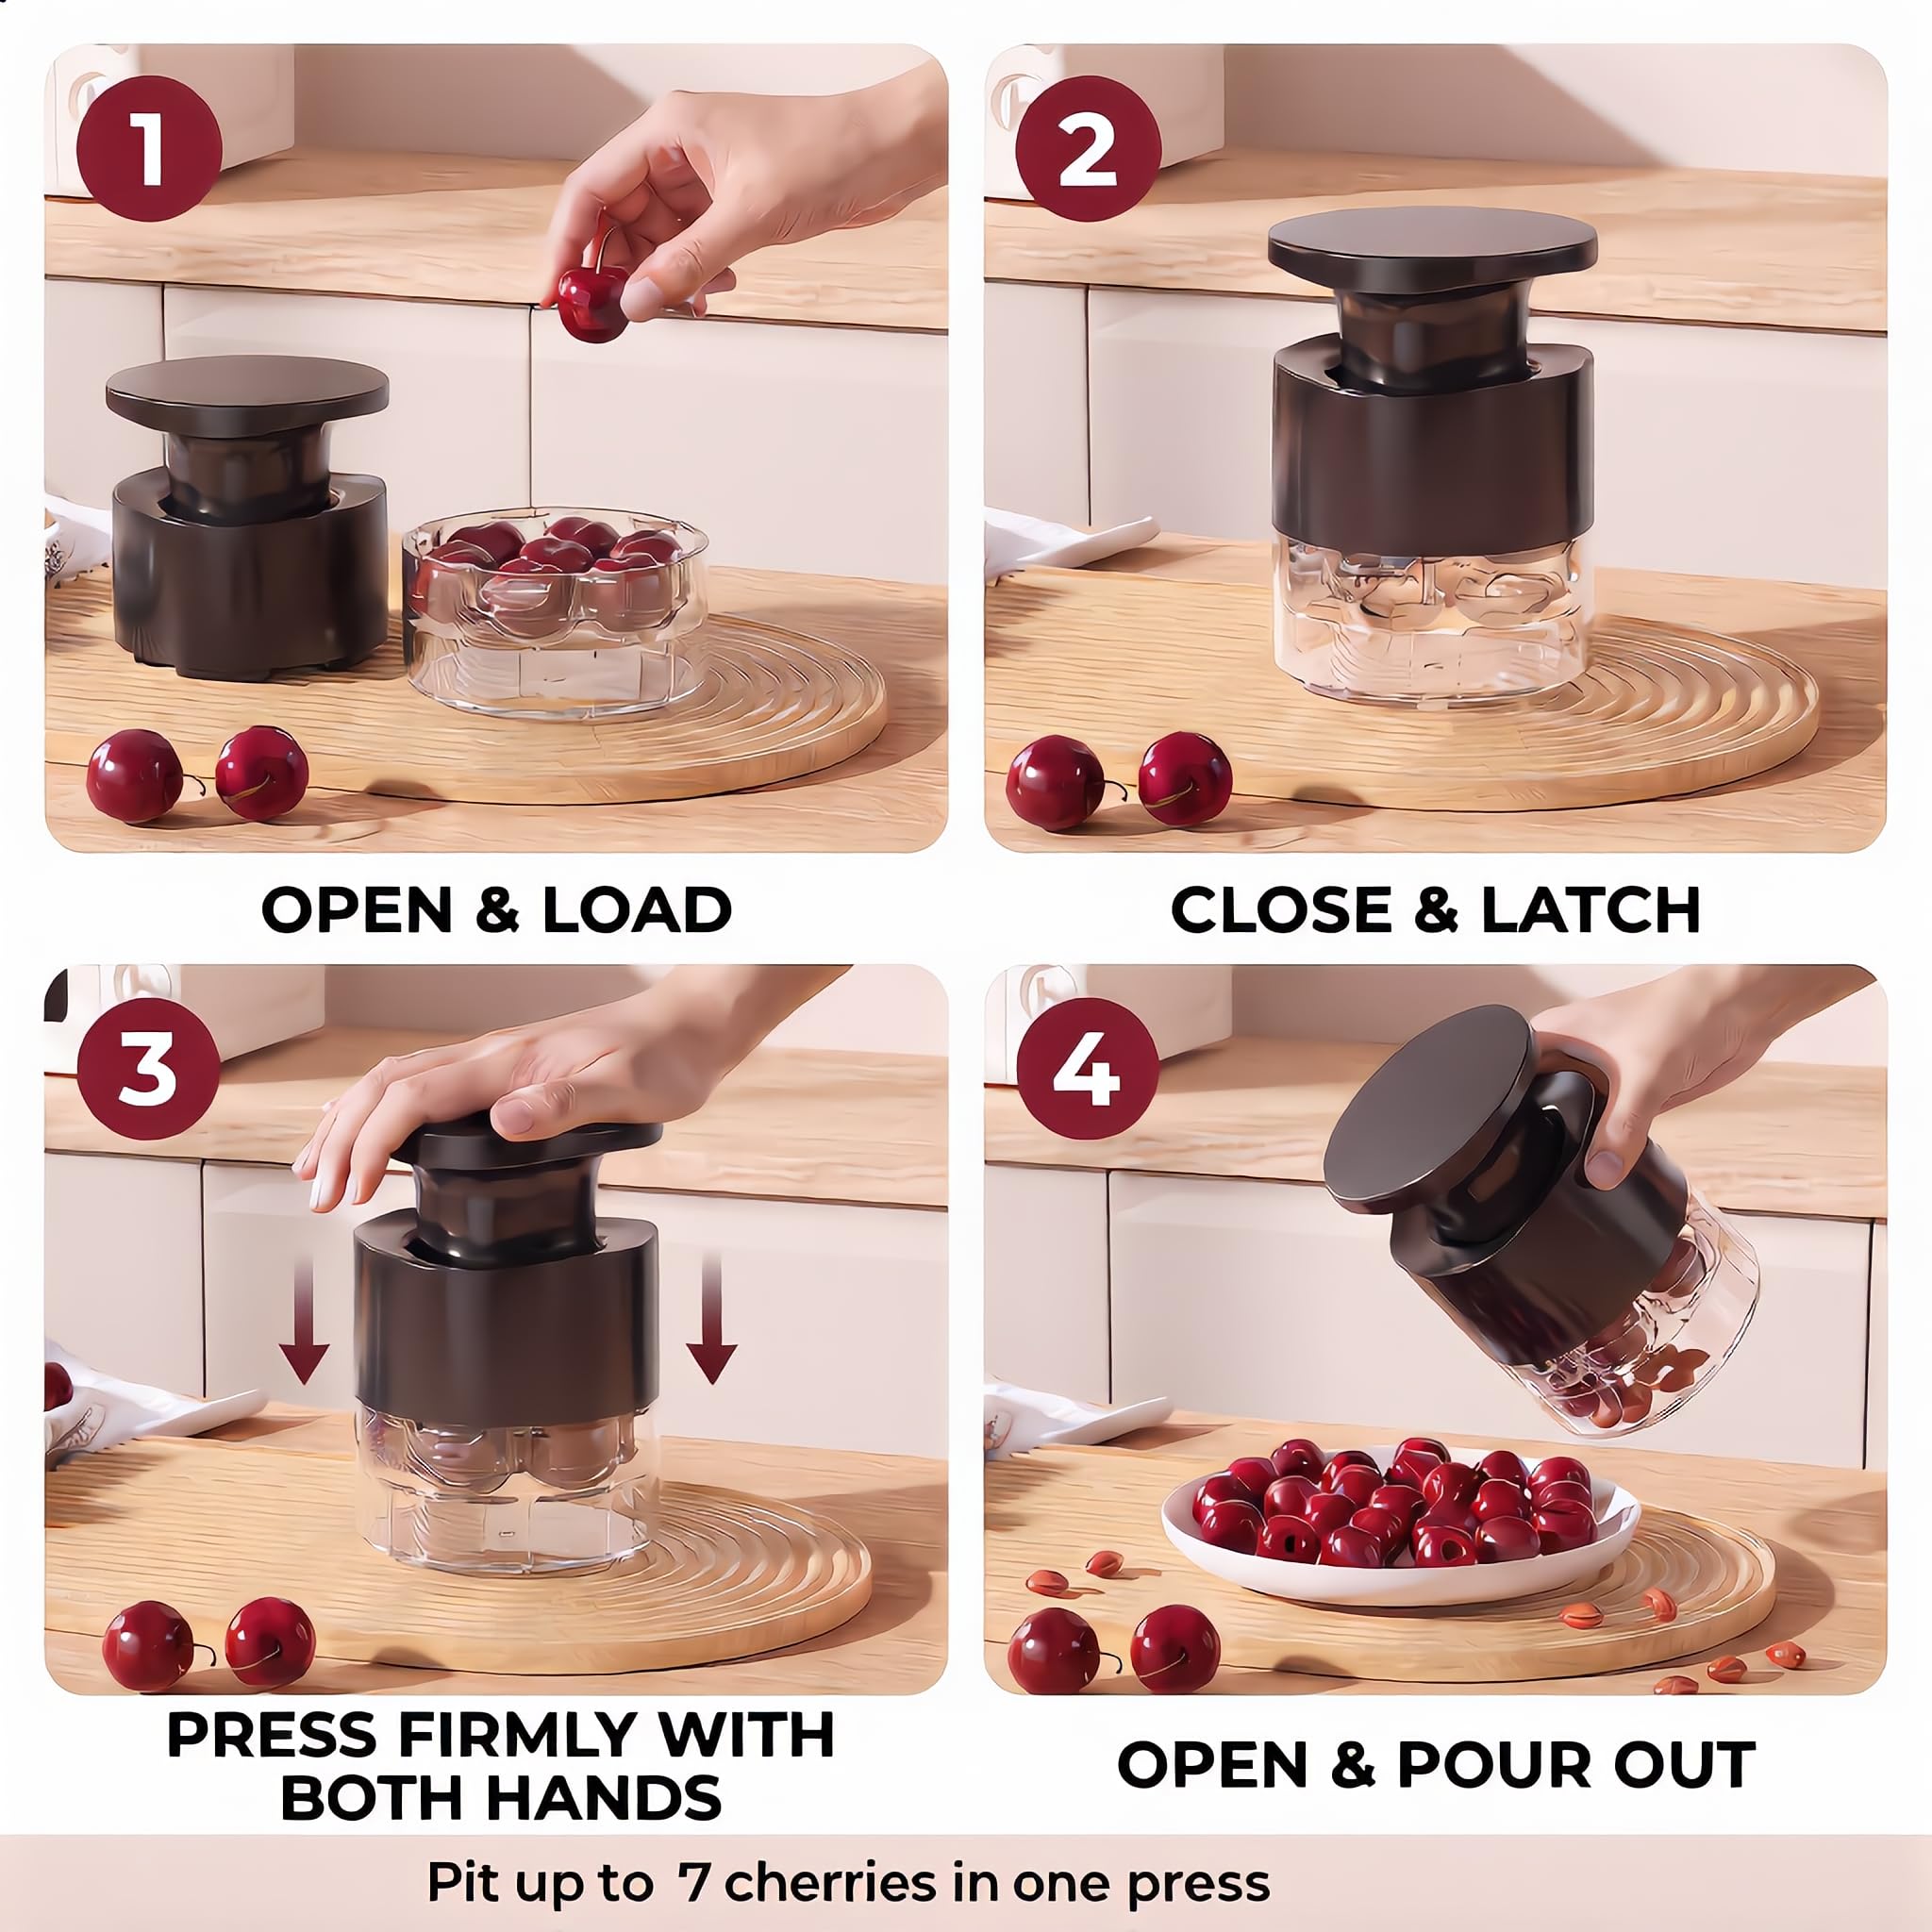 1
2
OPEN & LOAD
CLOSE & LATCH
3
4
PRESS FIRMLY WITH
BOTH HANDS
OPEN & POUR OUT
Pit up to 7 cherries in one press